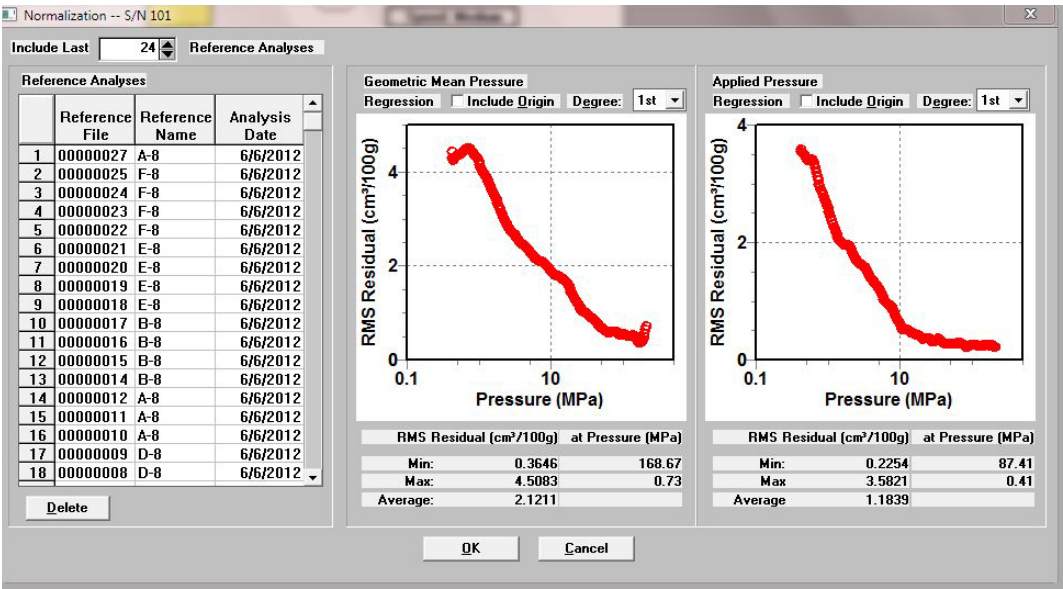 Normalization -- S/N 101
Speed: Medium
X
Include Last 24 Reference Analyses
Reference Analyses
Reference File Reference Name Analysis Date
1 00000027 A-8 6/6/2012
2 00000025 F-8 6/6/2012
3 00000024 F-8 6/6/2012
4 00000023 F-8 6/6/2012
5 00000022 F-8 6/6/2012
6 00000021 E-8 6/6/2012
7 00000020 E-8 6/6/2012
8 00000019 E-8 6/6/2012
9 00000018 E-8 6/6/2012
10 00000017 B-8 6/6/2012
11 00000016 B-8 6/6/2012
12 00000015 B-8 6/6/2012
13 00000014 B-8 6/6/2012
14 00000012 A-8 6/6/2012
15 00000011 A-8 6/6/2012
16 00000010 A-8 6/6/2012
17 00000009 D-8 6/6/2012
18 00000008 D-8 6/6/2012
Delete
Geometric Mean Pressure
Regression Include Origin Degree: 1st
RMS Residual (cm³/100g)
4
2
0
0.1 10
Pressure (MPa)
RMS Residual (cm³/100g) at Pressure (MPa)
Min: 0.3646 168.67
Max: 4.5083 0.73
Average: 2.1211
Applied Pressure
Regression Include Origin Degree: 1st
RMS Residual (cm³/100g)
4
2
0
0.1 10
Pressure (MPa)
RMS Residual (cm³/100g) at Pressure (MPa)
Min: 0.2254 87.41
Max 3.5821 0.41
Average 1.1839
OK Cancel